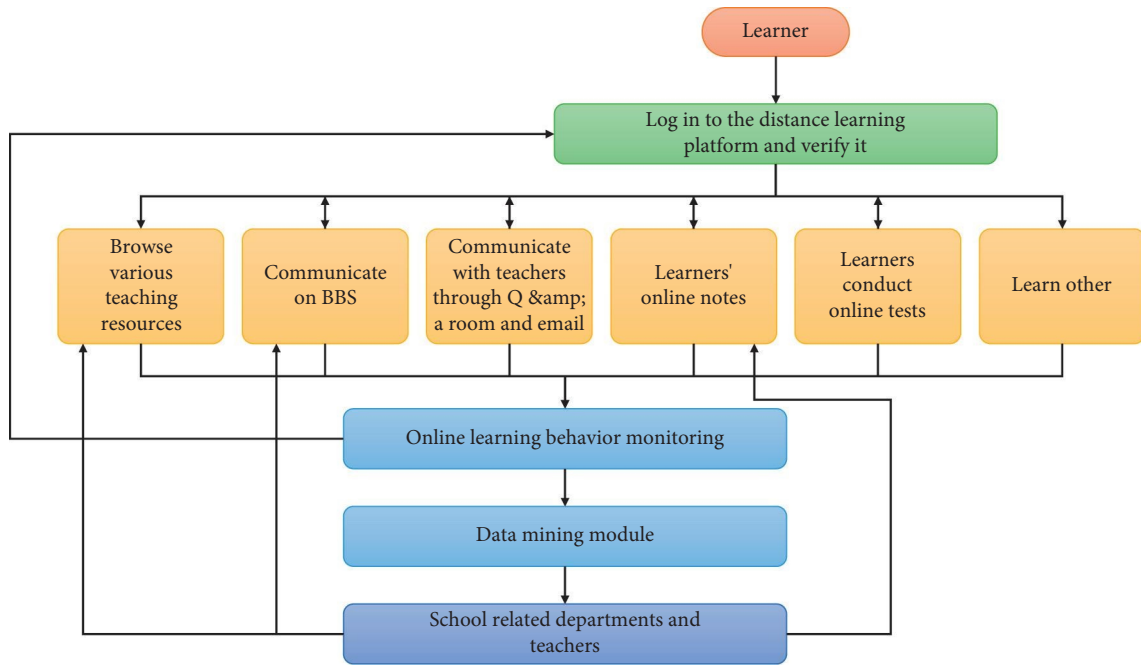 Learner
Log in to the distance learning
platform and verify it
Browse
various
teaching
resources
Communicate
on BBS
Communicate
with teachers
through Q &amp;
a room and email
Learners'
online notes
Learners
conduct
online tests
Learn other
Online learning behavior monitoring
Data mining module
School related departments and
teachers